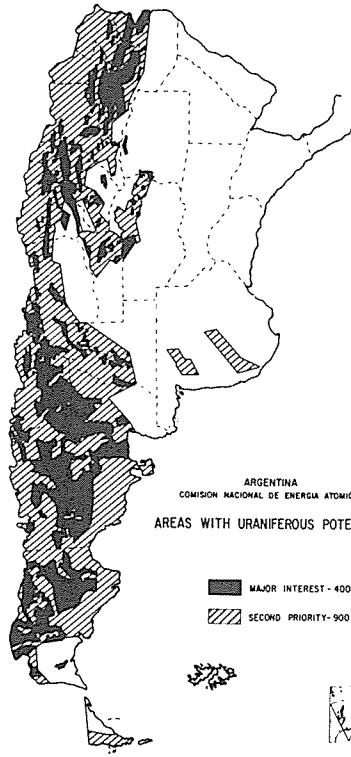 ARGENTINA
COMISION NACIONAL DE ENERGIA ATOMIC
AREAS WITH URANIFEROUS POTE
MAJOR INTEREST - 400
SECOND PRIORITY - 900